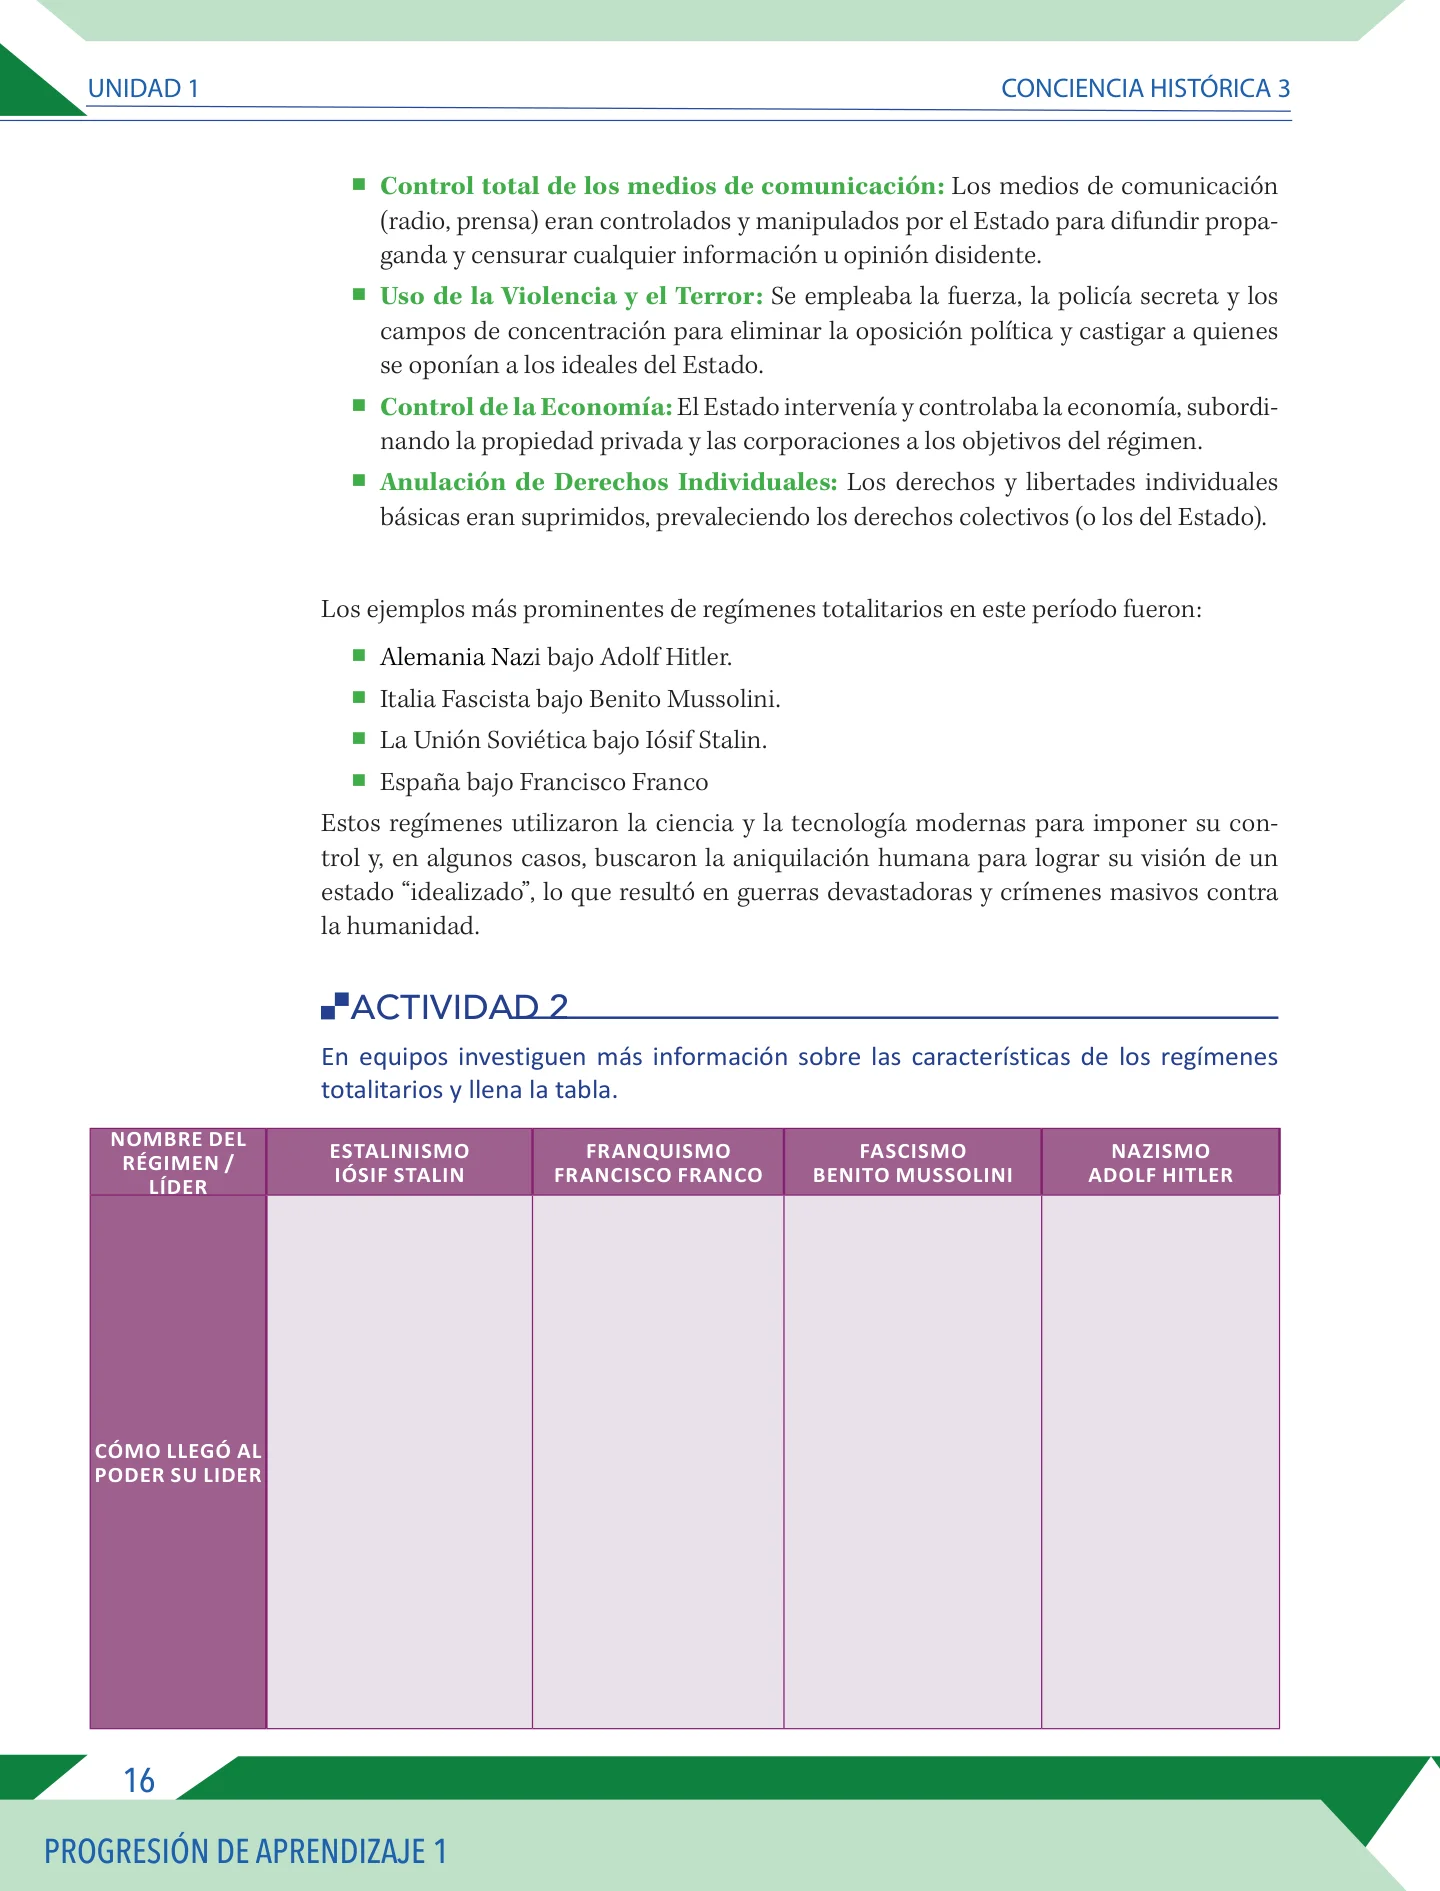 UNIDAD 1
CONCIENCIA HISTÓRICA 3
Control total de los medios de comunicación: Los medios de comunicación
(radio, prensa) eran controlados y manipulados por el Estado para difundir propa-
ganda y censurar cualquier información u opinión disidente.
Uso de la Violencia y el Terror: Se empleaba la fuerza, la policía secreta y los
campos de concentración para eliminar la oposición política y castigar a quienes
se oponían a los ideales del Estado.
Control de la Economía: El Estado intervenía y controlaba la economía, subordi-
nando la propiedad privada y las corporaciones a los objetivos del régimen.
Anulación de Derechos Individuales: Los derechos y libertades individuales
básicas eran suprimidos, prevaleciendo los derechos colectivos (o los del Estado).
Los ejemplos más prominentes de regímenes totalitarios en este período fueron:
Alemania Nazi bajo Adolf Hitler.
Italia Fascista bajo Benito Mussolini.
La Unión Soviética bajo Iósif Stalin.
España bajo Francisco Franco
Estos regímenes utilizaron la ciencia y la tecnología modernas para imponer su con-
trol y, en algunos casos, buscaron la aniquilación humana para lograr su visión de un
estado “idealizado”, lo que resultó en guerras devastadoras y crímenes masivos contra
la humanidad.
ACTIVIDAD 2
En equipos investiguen más información sobre las características de los regímenes
totalitarios y llena la tabla.
NOMBRE DEL
RÉGIMEN /
LÍDER
ESTALINISMO
IÓSIF STALIN
FRANQUISMO
FRANCISCO FRANCO
FASCISMO
BENITO MUSSOLINI
NAZISMO
ADOLF HITLER
CÓMO LLEGÓ AL
PODER SU LIDER
16
PROGRESIÓN DE APRENDIZAJE 1